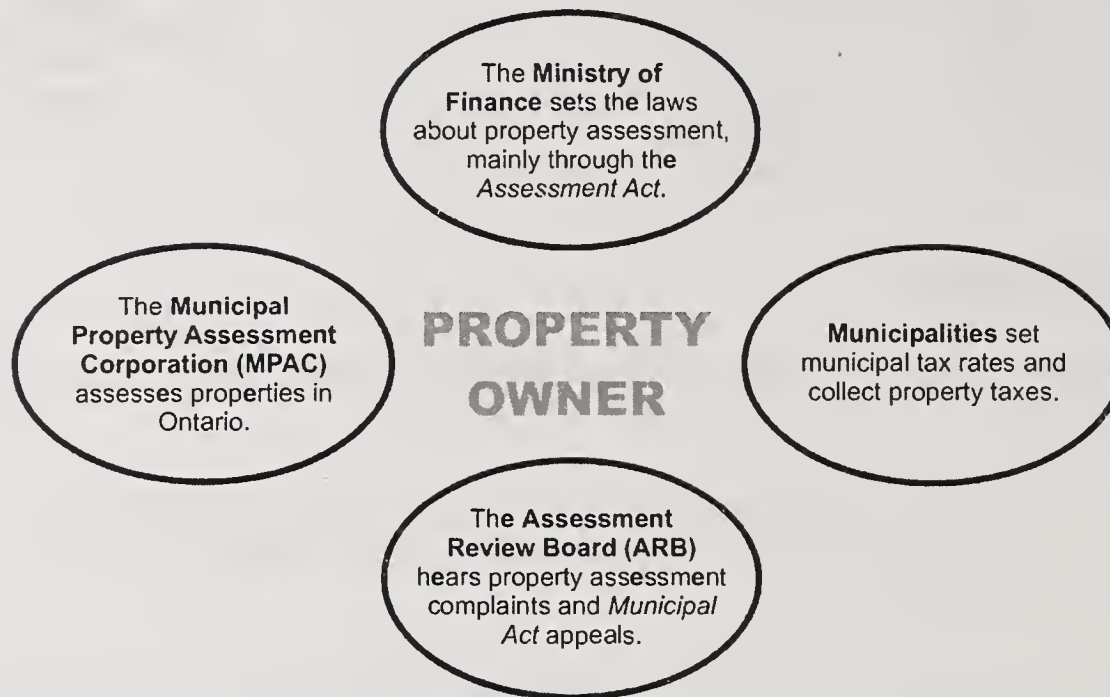 The Ministry of
Finance sets the laws
about property assessment,
mainly through the
Assessment Act.
The Municipal
Property Assessment
Corporation (MPAC)
assesses properties in
Ontario.
PROPERTY
OWNER
Municipalities set
municipal tax rates and
collect property taxes.
The Assessment
Review Board (ARB)
hears property assessment
complaints and Municipal
Act appeals.